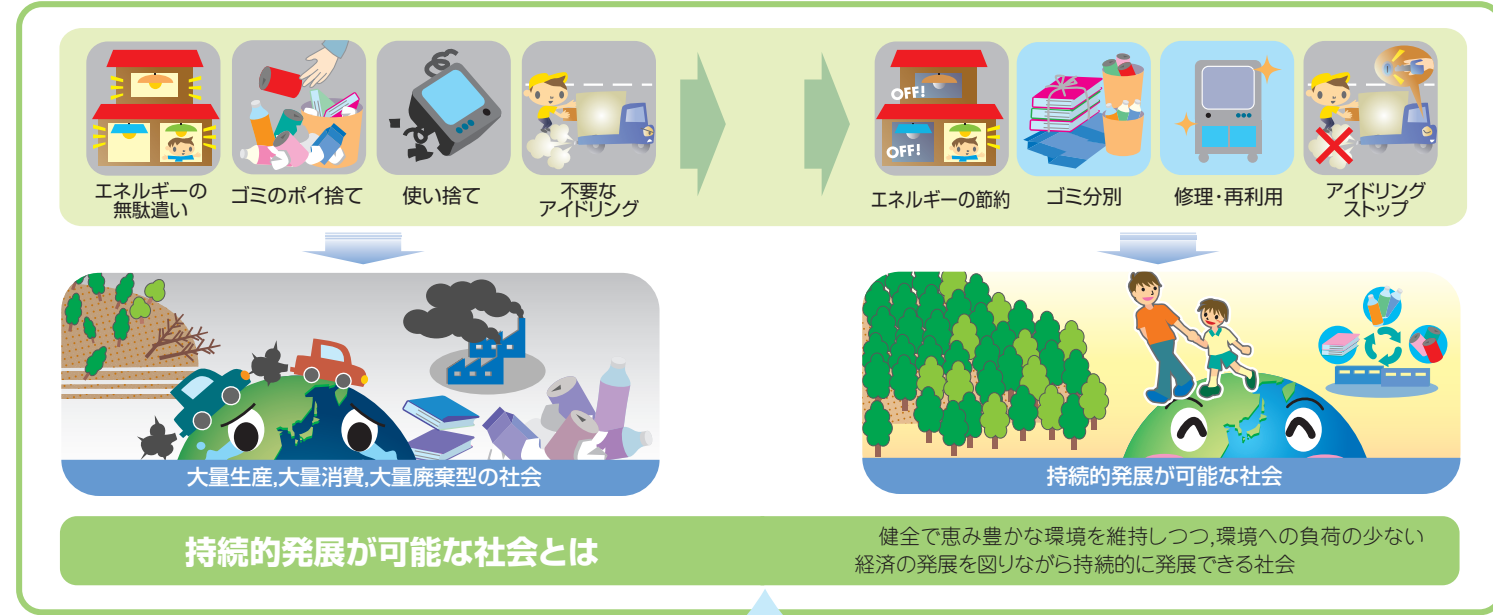 OFF!
OFF!
エネルギーの
無駄遣い
ゴミのポイ捨て
使い捨て
不要な
アイドリング
エネルギーの節約
ゴミ分別
修理・再利用
アイドリング
ストップ
大量生産,大量消費,大量廃棄型の社会
持続的発展が可能な社会
持続的発展が可能な社会とは
健全で恵み豊かな環境を維持しつつ,環境への負荷の少ない
経済の発展を図りながら持続的に発展できる社会